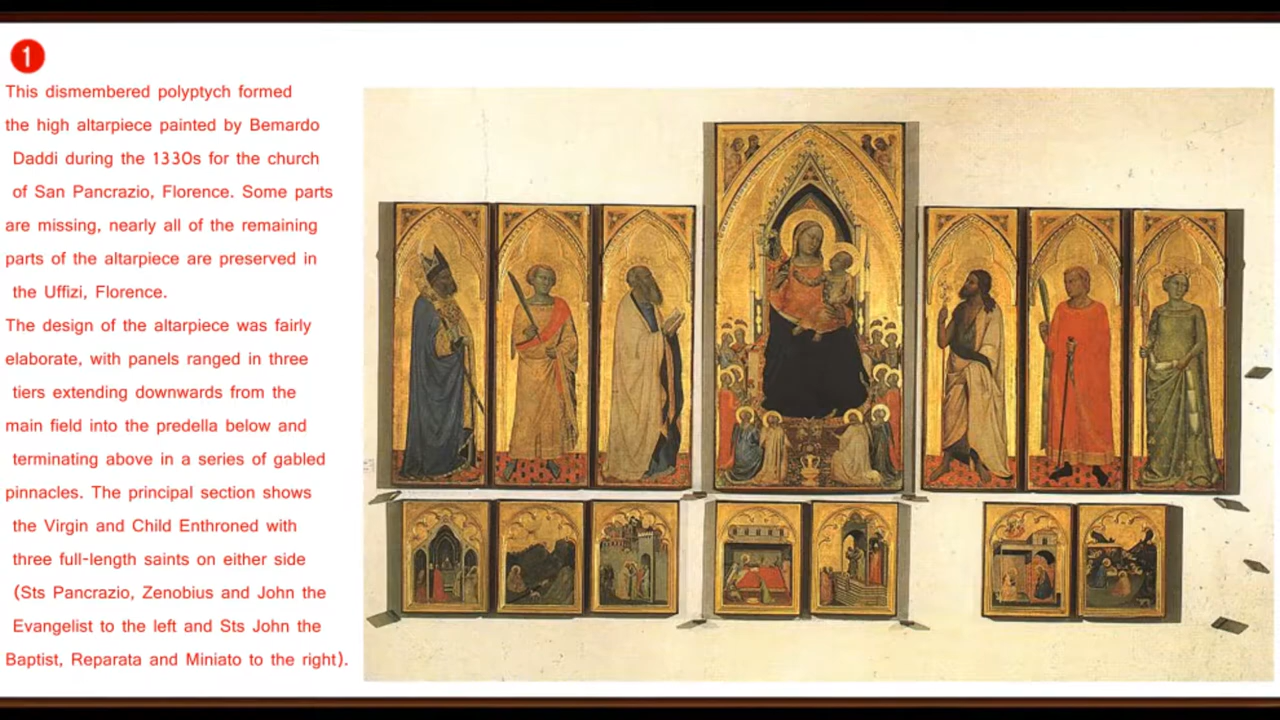 1
This dismembered polyptych formed
the high altarpiece painted by Bemardo
Daddi during the 1330s for the church
of San Pancrazio, Florence. Some parts
are missing, nearly all of the remaining
parts of the altarpiece are preserved in
the Uffizi, Florence.
The design of the altarpiece was fairly
elaborate, with panels ranged in three
tiers extending downwards from the
main field into the predella below and
terminating above in a series of gabled
pinnacles. The principal section shows
the Virgin and Child Enthroned with
three full-length saints on either side
(Sts Pancrazio, Zenobius and John the
Evangelist to the left and Sts John the
Baptist, Reparata and Miniato to the right).